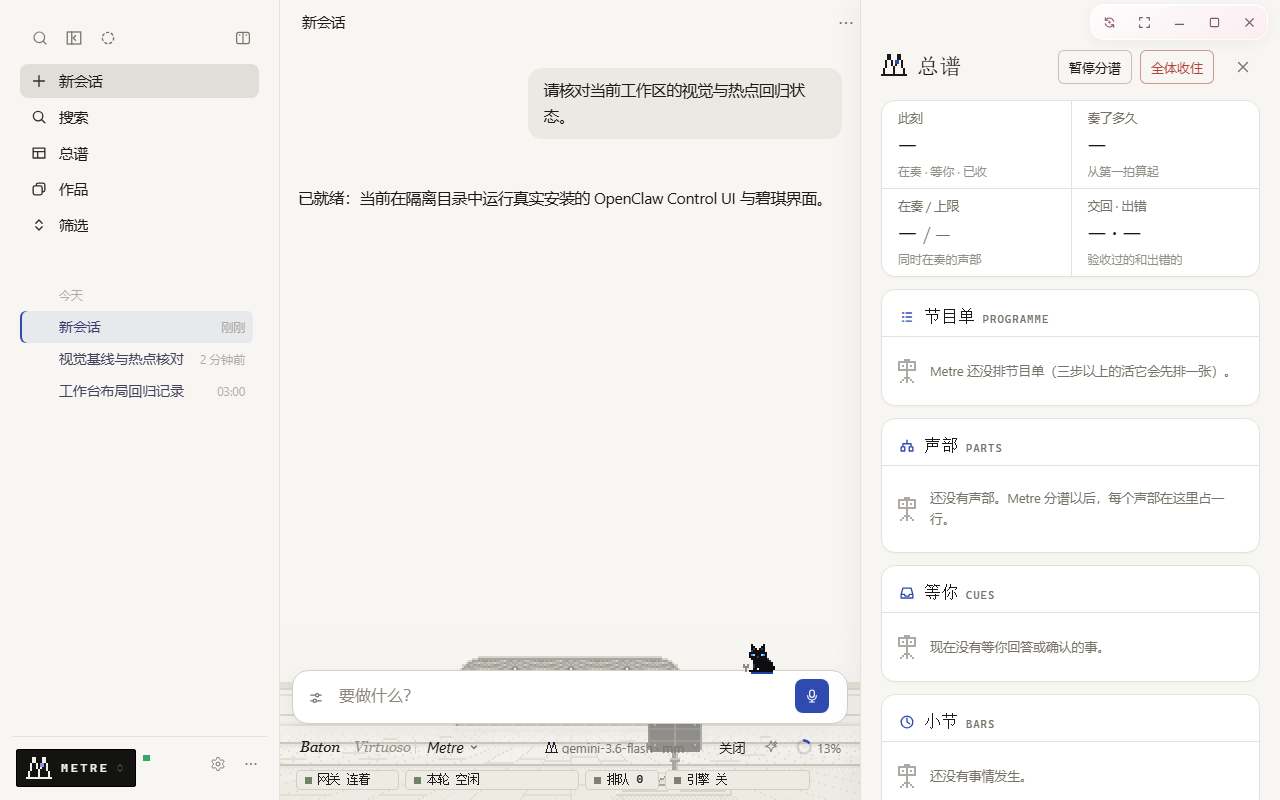 新会话
搜索
总谱
作品
筛选
今天
新会话 刚刚
视觉基线与热点核对 2 分钟前
工作台布局回归记录 03:00
METRE
新会话
请核对当前工作区的视觉与热点回归状
态。
已就绪：当前在隔离目录中运行真实安装的 OpenClaw Control UI 与碧琪界面。
要做什么？
Baton Virtuoso Metre gemini-3.6-flash · mm 关闭 13%
网关 连着 本轮 空闲 排队 0 引擎 关
总谱 暂停分谱 全体收住
此刻
—
在奏 · 等你 · 已收
奏了多久
—
从第一拍算起
在奏 / 上限
— / —
同时在奏的声部
交回 · 出错
— · —
验收过的和出错的
节目单 PROGRAMME
Metre 还没排节目单（三步以上的活它会先排一张）。
声部 PARTS
还没有声部。Metre 分谱以后，每个声部在这里占一
行。
等你 CUES
现在没有等你回答或确认的事。
小节 BARS
还没有事情发生。